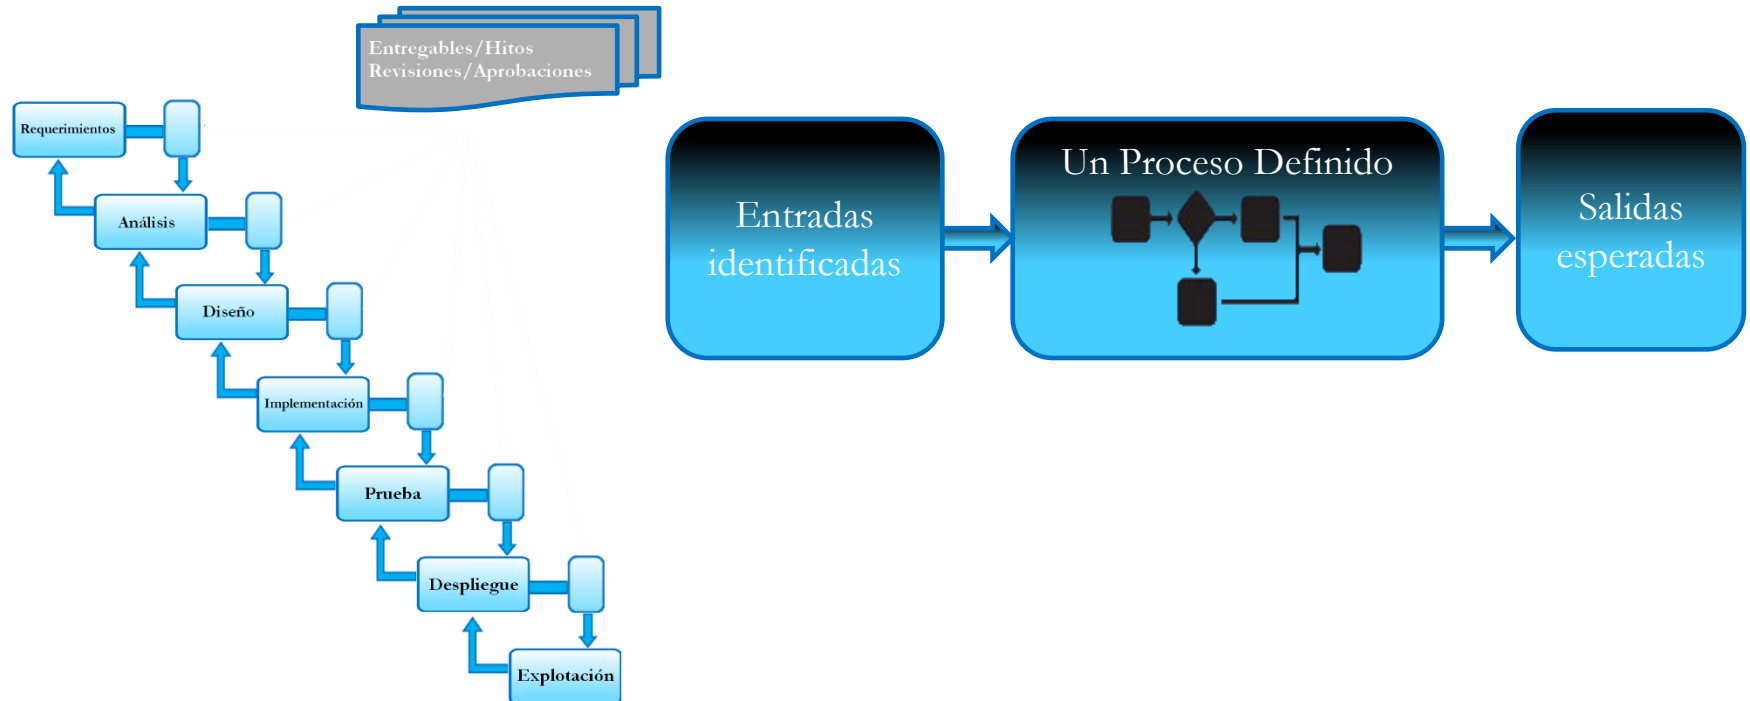 Entregables/Hitos
Revisiones/Aprobaciones
Requerimientos
Análisis
Diseño
Implementación
Prueba
Despliegue
Explotación
Entradas
identificadas
Un Proceso Definido
Salidas
esperadas